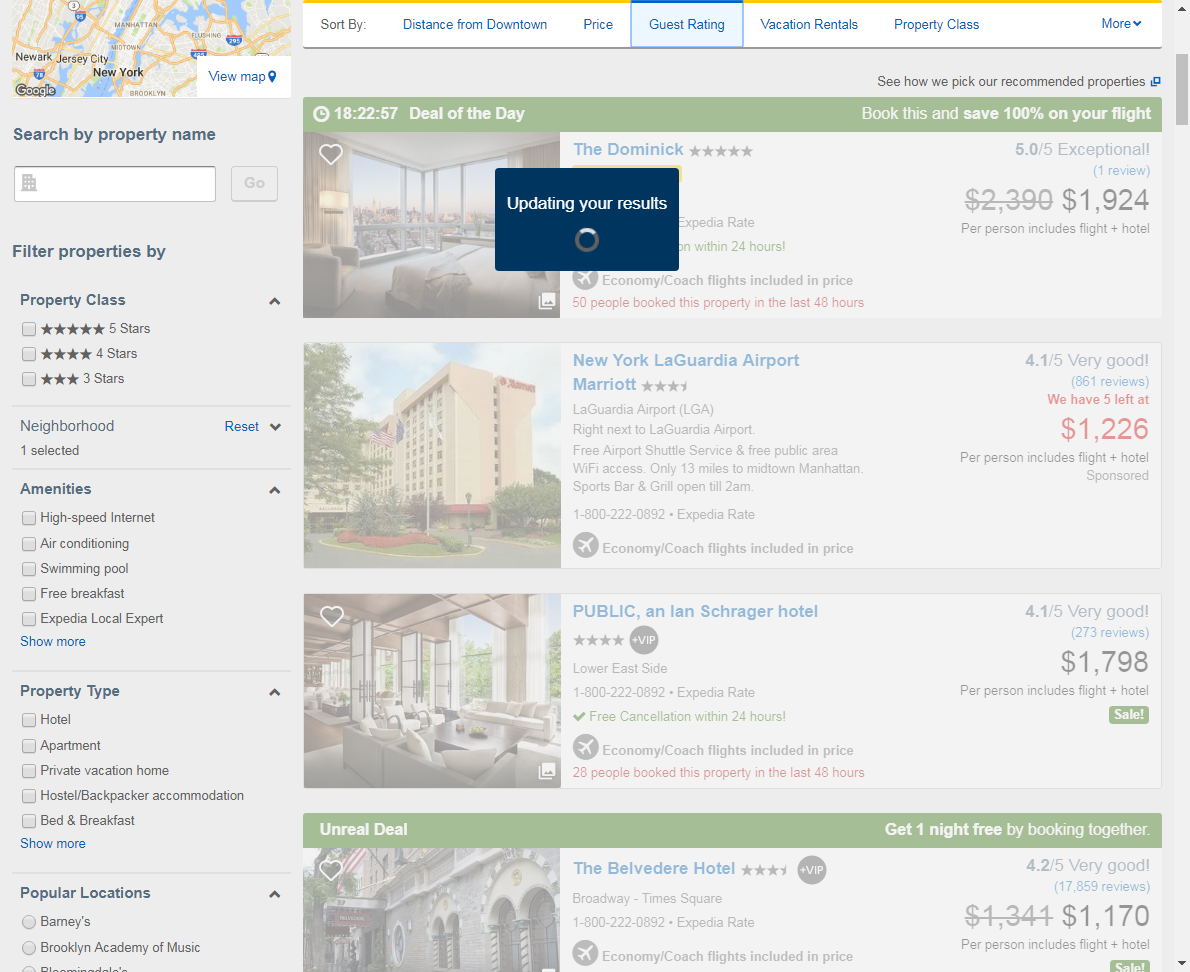 3
95
MANHATTAN
FLUSHING
MIDTOWN
295
495
Newark
Jersey City
New York
78
Google
BROOKLYN
View map
Search by property name
Go
Filter properties by
Property Class
5 Stars
4 Stars
3 Stars
Neighborhood
Reset
1 selected
Amenities
High-speed Internet
Air conditioning
Swimming pool
Free breakfast
Expedia Local Expert
Show more
Property Type
Hotel
Apartment
Private vacation home
Hostel/Backpacker accommodation
Bed & Breakfast
Show more
Popular Locations
Barney's
Brooklyn Academy of Music
Bloomingdale's
Sort By: Distance from Downtown Price Guest Rating Vacation Rentals Property Class More
See how we pick our recommended properties
18:22:57 Deal of the Day Book this and save 100% on your flight
The Dominick
5.0/5 Exceptional!
(1 review)
$2,390 $1,924
Per person includes flight + hotel
Updating your results
Expedia Rate
on within 24 hours!
Economy/Coach flights included in price
50 people booked this property in the last 48 hours
New York LaGuardia Airport
Marriott
LaGuardia Airport (LGA)
Right next to LaGuardia Airport.
Free Airport Shuttle Service & free public area
WiFi access. Only 13 miles to midtown Manhattan.
Sports Bar & Grill open till 2am.
1-800-222-0892 • Expedia Rate
Economy/Coach flights included in price
4.1/5 Very good!
(861 reviews)
We have 5 left at
$1,226
Per person includes flight + hotel
Sponsored
Marriott
PUBLIC, an Ian Schrager hotel
+VIP
Lower East Side
1-800-222-0892 • Expedia Rate
Free Cancellation within 24 hours!
Economy/Coach flights included in price
28 people booked this property in the last 48 hours
4.1/5 Very good!
(273 reviews)
$1,798
Per person includes flight + hotel
Sale!
Unreal Deal Get 1 night free by booking together.
The Belvedere Hotel
+VIP
Broadway - Times Square
1-800-222-0892 • Expedia Rate
Economy/Coach flights included in price
4.2/5 Very good!
(17,859 reviews)
$1,341 $1,170
Per person includes flight + hotel
Sale!